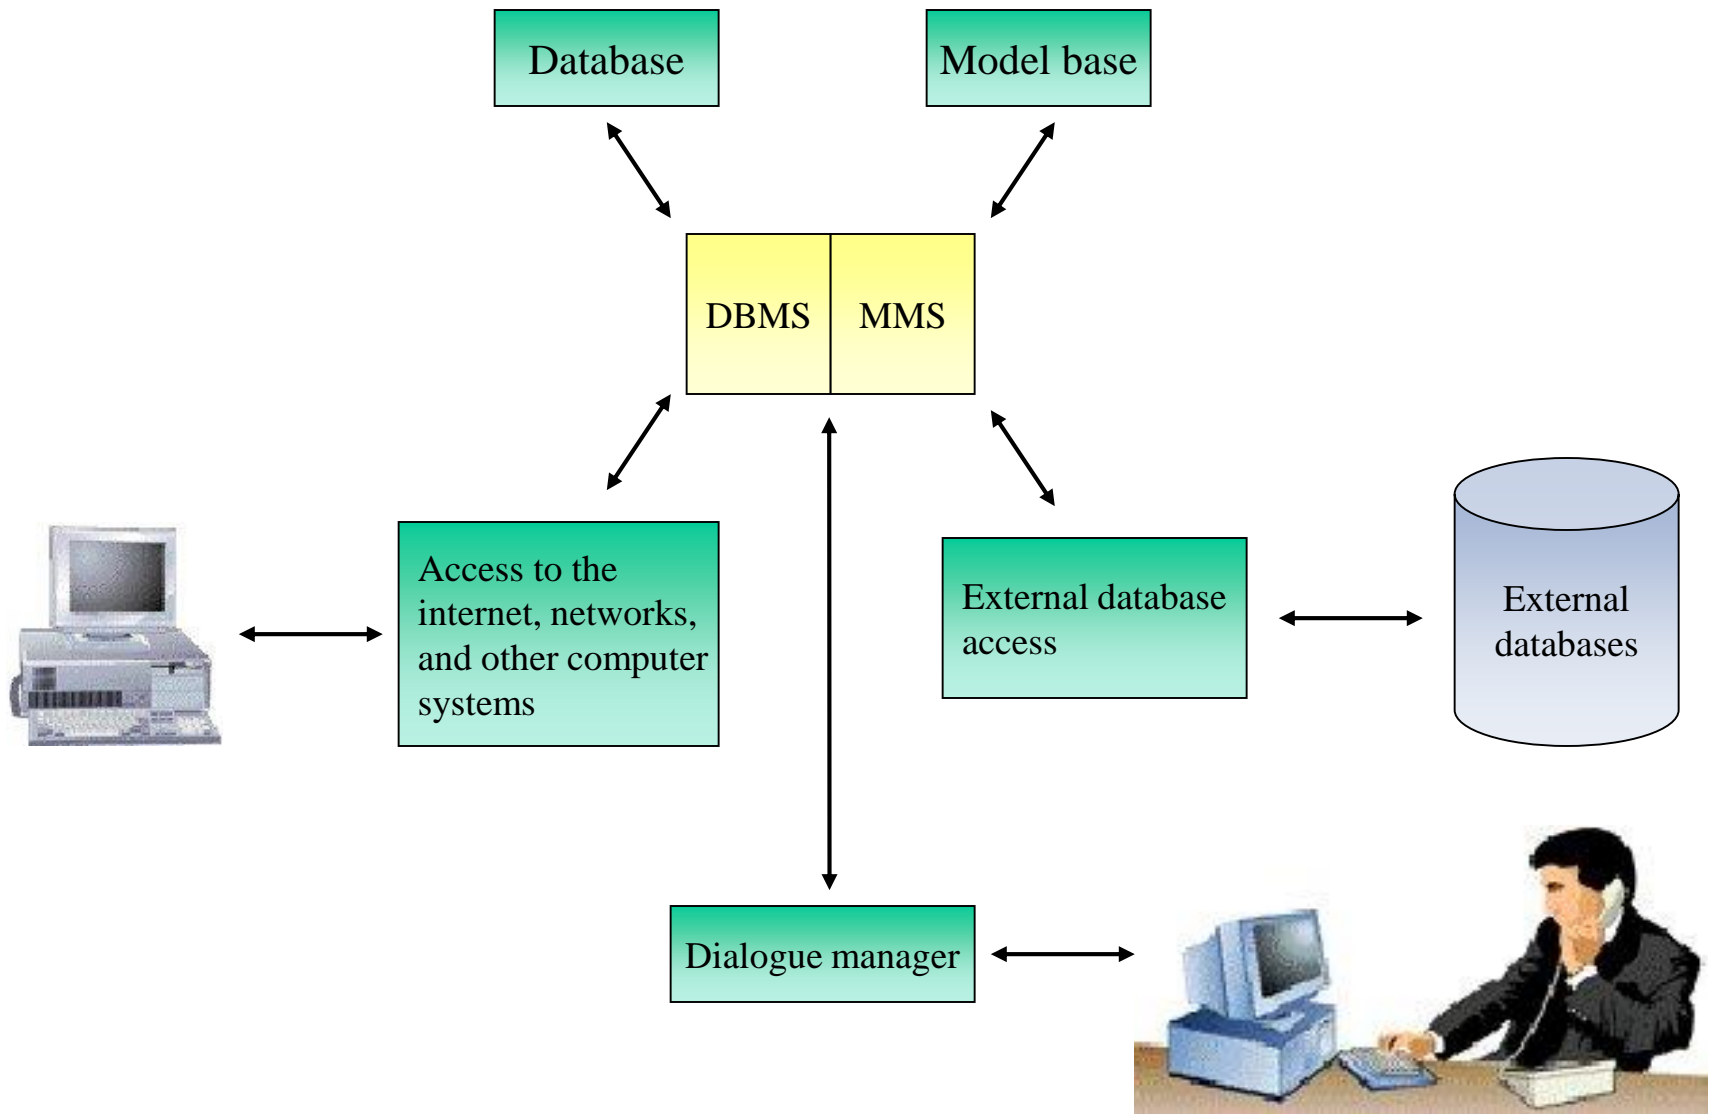 Database
Model base
DBMS
MMS
Access to the
internet, networks,
and other computer
systems
External database
access
External
databases
Dialogue manager